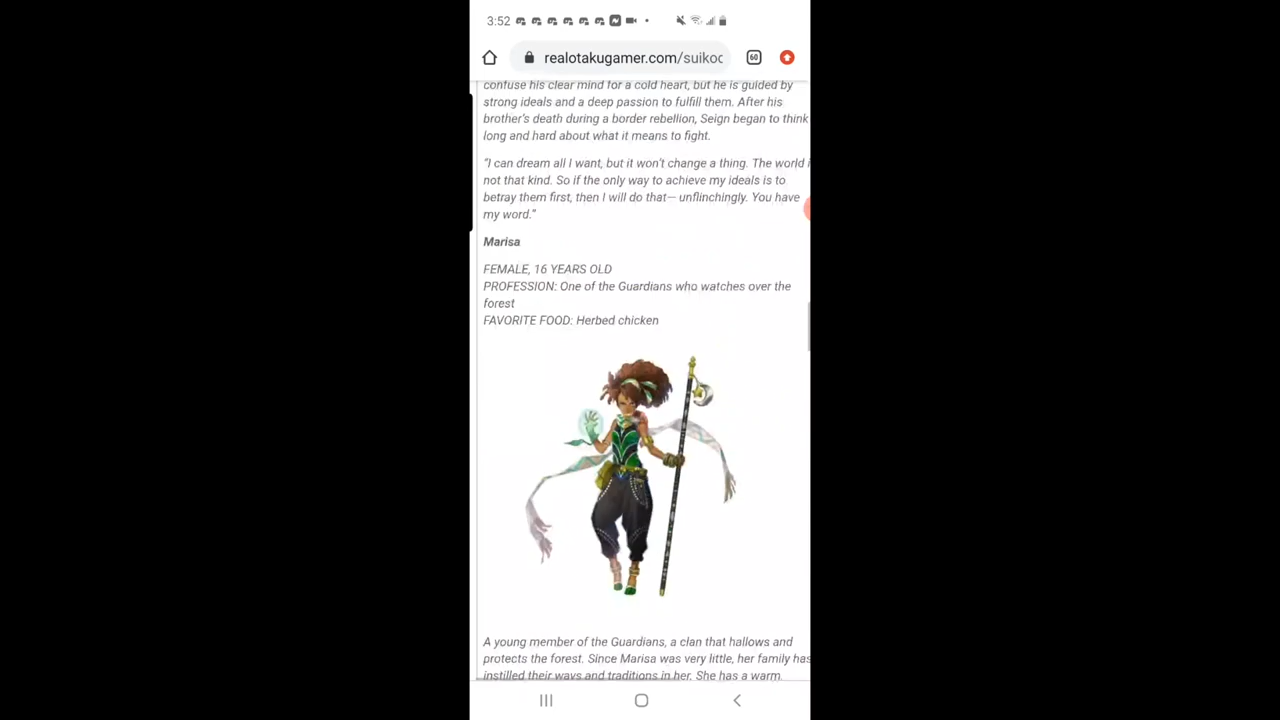 3:52
60
realotakugamer.com/suikoc
confuse his clear mind for a cold heart, but he is guided by
strong ideals and a deep passion to fulfill them. After his
brother's death during a border rebellion, Seign began to think
long and hard about what it means to fight.
“I can dream all I want, but it won't change a thing. The world i
not that kind. So if the only way to achieve my ideals is to
betray them first, then I will do that— unflinchingly. You have
my word.”
Marisa
FEMALE, 16 YEARS OLD
PROFESSION: One of the Guardians who watches over the
forest
FAVORITE FOOD: Herbed chicken
A young member of the Guardians, a clan that hallows and
protects the forest. Since Marisa was very little, her family has
instilled their ways and traditions in her. She has a warm,